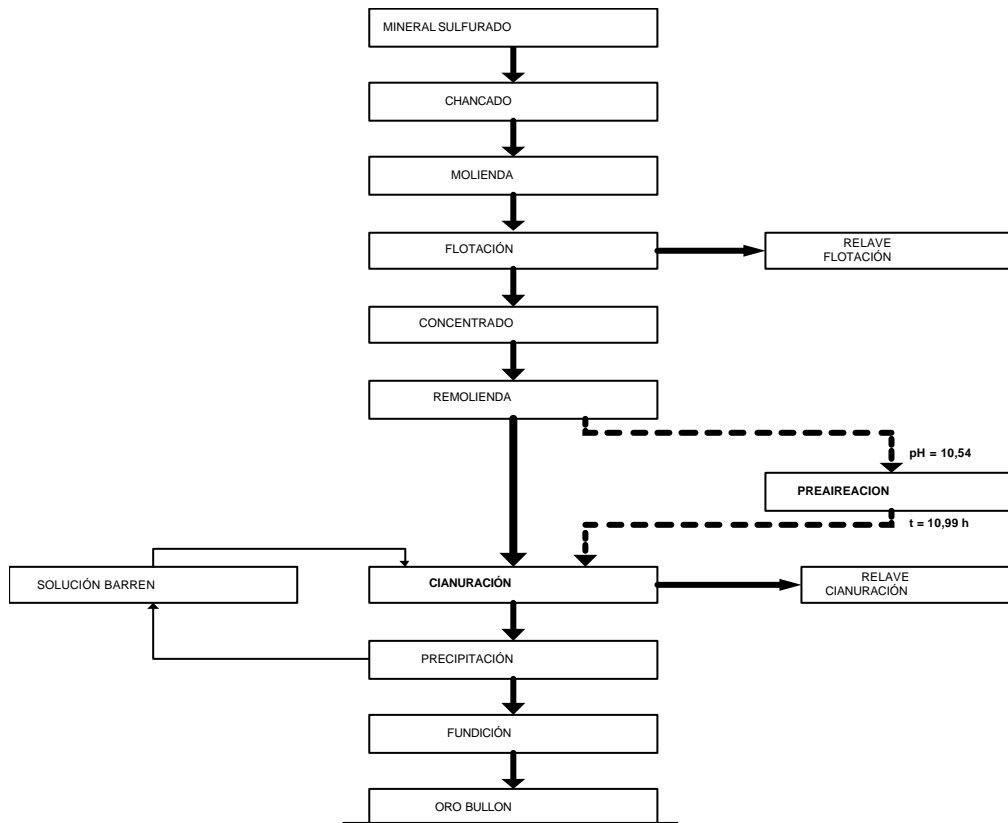 MINERAL SULFURADO
CHANCADO
MOLIENDA
FLOTACIÓN
RELAVE
FLOTACIÓN
CONCENTRADO
REMOLIENDA
pH = 10,54
PREAIREACION
t = 10,99 h
SOLUCIÓN BARREN
CIANURACIÓN
RELAVE
CIANURACIÓN
PRECIPITACIÓN
FUNDICIÓN
ORO BULLON